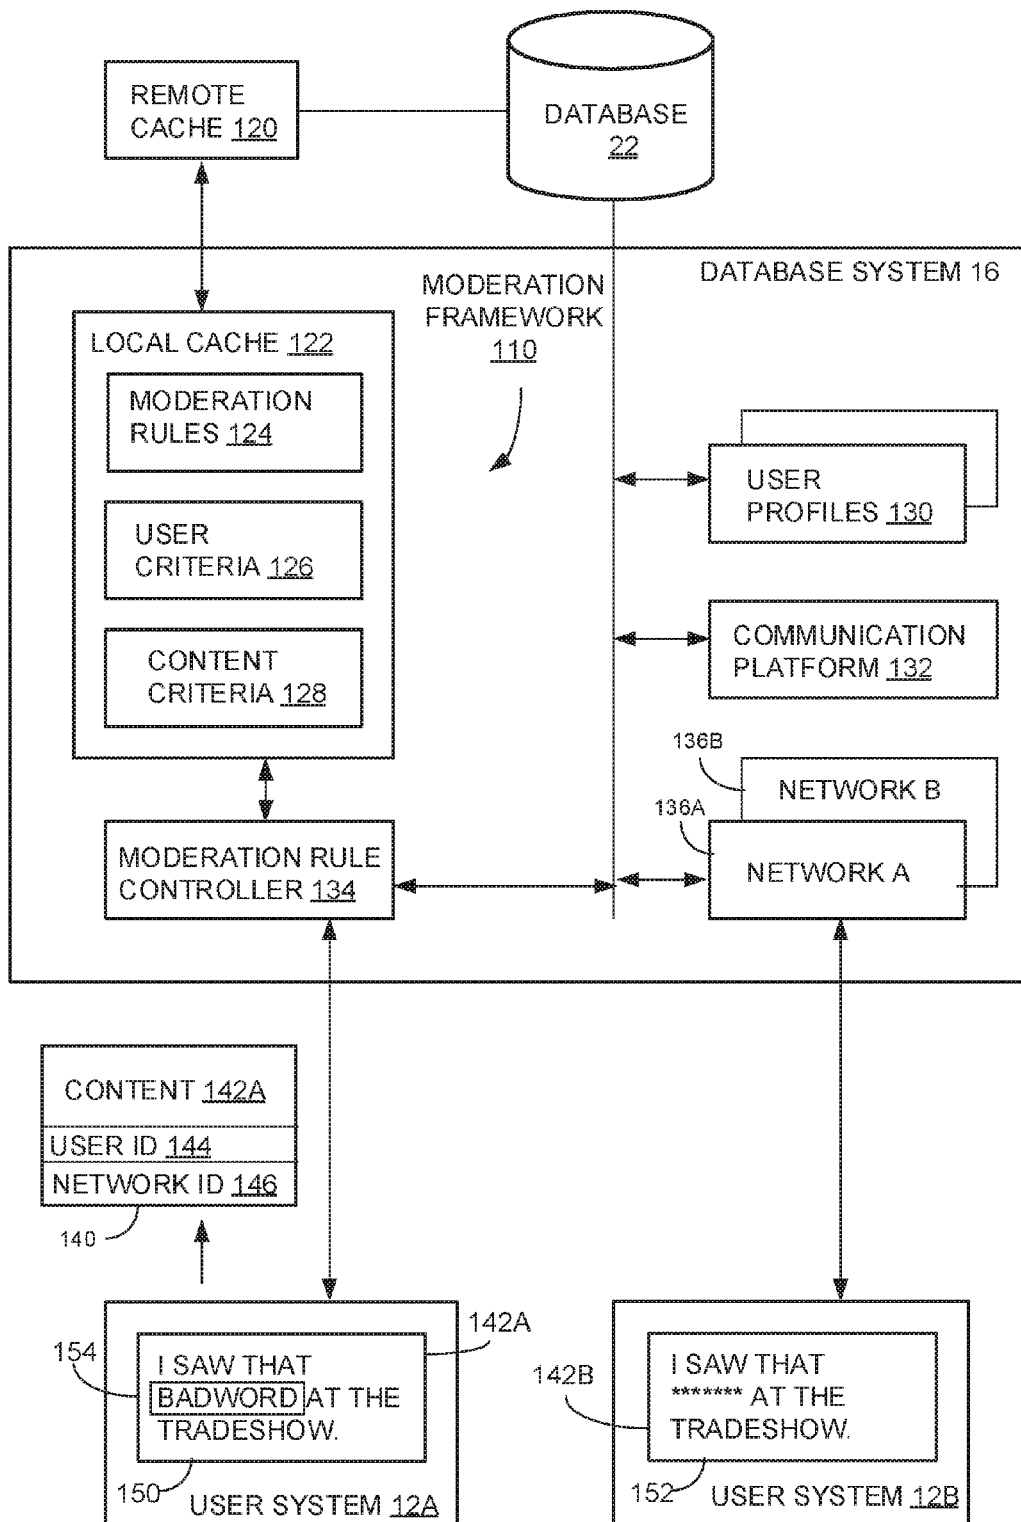 REMOTE
CACHE 120
DATABASE
22
DATABASE SYSTEM 16
MODERATION
FRAMEWORK
110
LOCAL CACHE 122
MODERATION
RULES 124
USER
CRITERIA 126
CONTENT
CRITERIA 128
USER
PROFILES 130
COMMUNICATION
PLATFORM 132
136B
NETWORK B
136A
NETWORK A
MODERATION RULE
CONTROLLER 134
CONTENT 142A
USER ID 144
NETWORK ID 146
140
142A
154
I SAW THAT
BADWORD AT THE
TRADESHOW.
150
USER SYSTEM 12A
142B
I SAW THAT
******* AT THE
TRADESHOW.
152
USER SYSTEM 12B